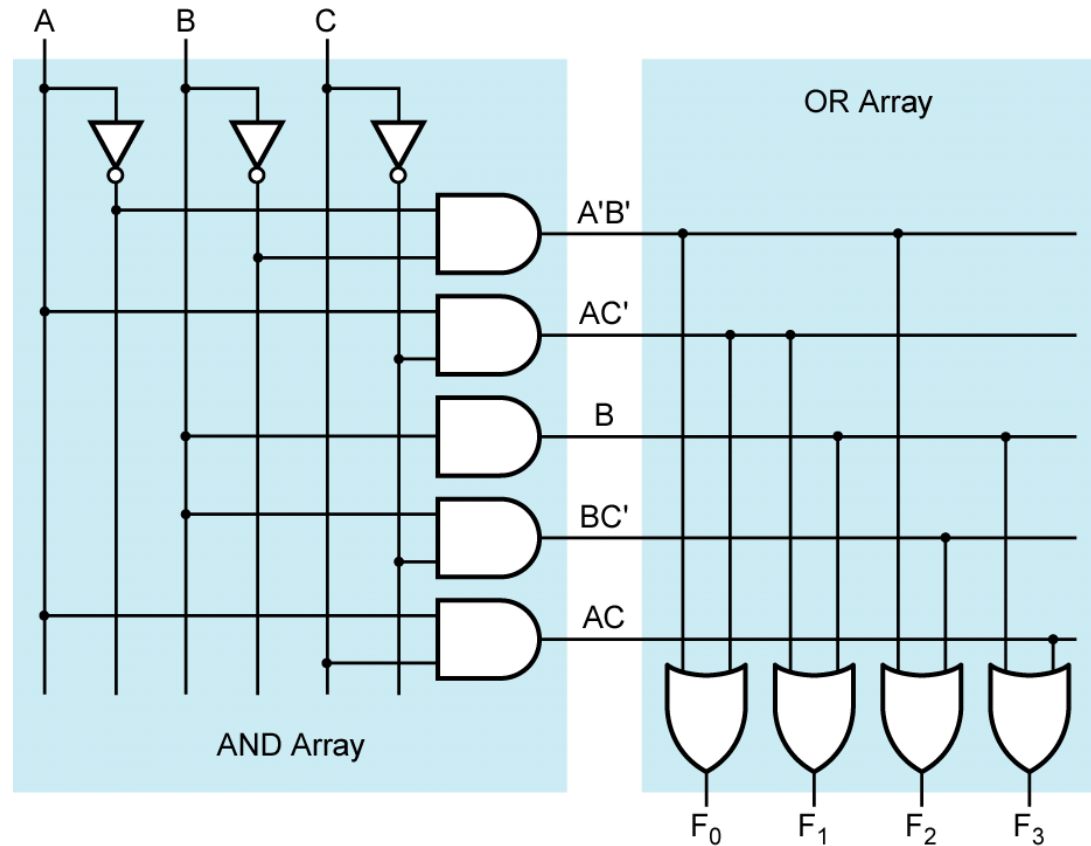 A B C
OR Array
A'B'
AC'
B
BC'
AC
AND Array
F₀ F₁ F₂ F₃